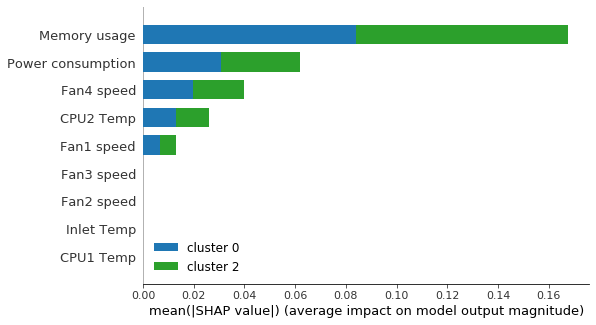 Memory usage
Power consumption
Fan4 speed
CPU2 Temp
Fan1 speed
Fan3 speed
Fan2 speed
Inlet Temp
CPU1 Temp
cluster 0
cluster 2
0.00 0.02 0.04 0.06 0.08 0.10 0.12 0.14 0.16
mean(|SHAP value|) (average impact on model output magnitude)